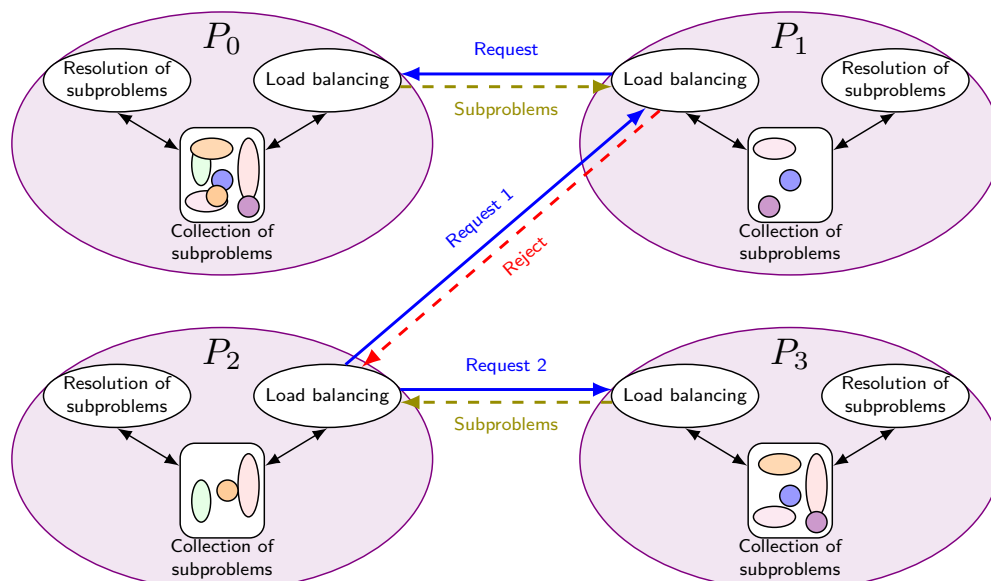 P0
Resolution of
subproblems
Load balancing
Collection of
subproblems
Request
Subproblems
P1
Load balancing
Resolution of
subproblems
Collection of
subproblems
Request 1
Reject
P2
Resolution of
subproblems
Load balancing
Collection of
subproblems
Request 2
Subproblems
P3
Load balancing
Resolution of
subproblems
Collection of
subproblems